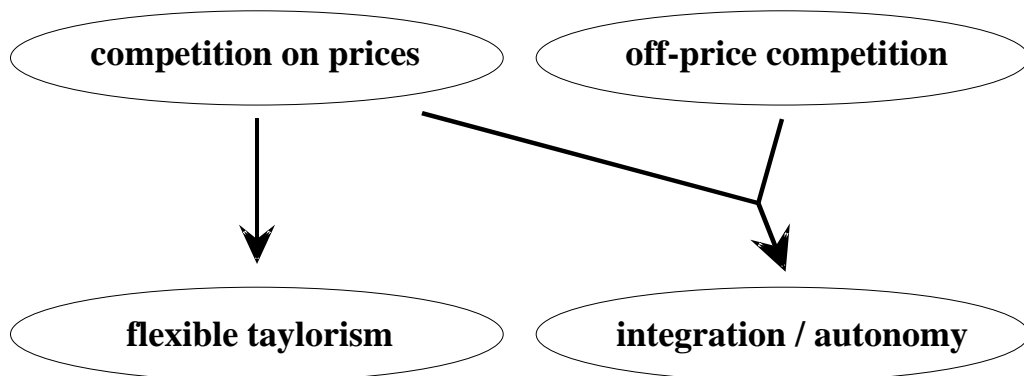 competition on prices
off-price competition
flexible taylorism
integration / autonomy